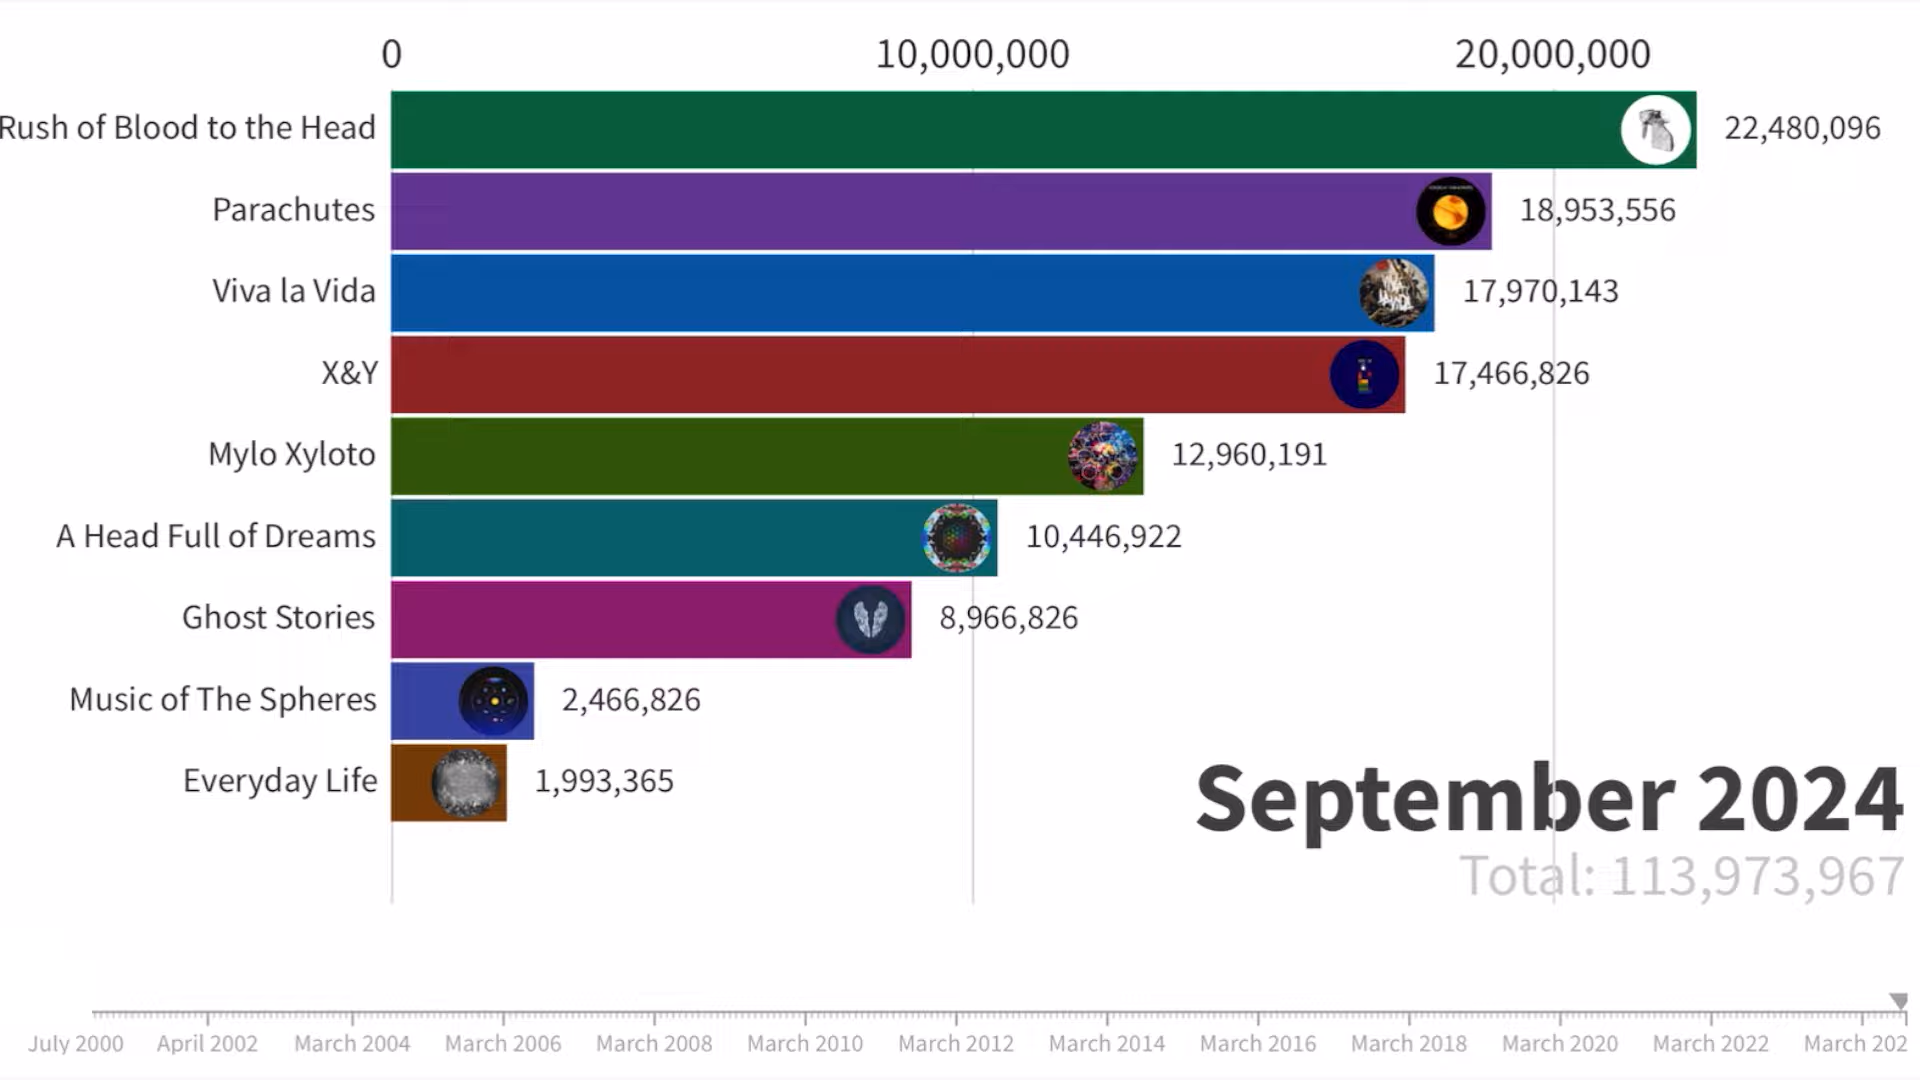 0 10,000,000 20,000,000
Rush of Blood to the Head 22,480,096
Parachutes 18,953,556
Viva la Vida 17,970,143
X&Y 17,466,826
Mylo Xyloto 12,960,191
A Head Full of Dreams 10,446,922
Ghost Stories 8,966,826
Music of The Spheres 2,466,826
Everyday Life 1,993,365
September 2024
Total: 113,973,967
July 2000 April 2002 March 2004 March 2006 March 2008 March 2010 March 2012 March 2014 March 2016 March 2018 March 2020 March 2022 March 202